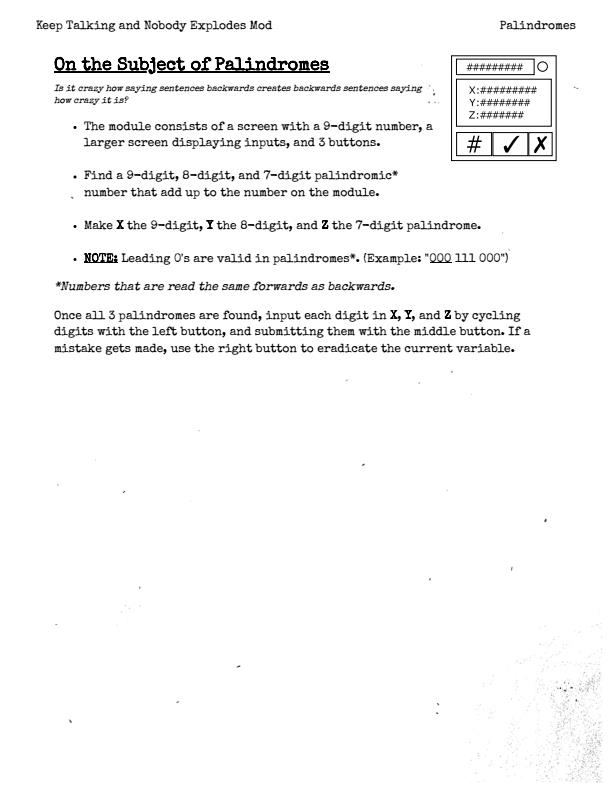 Keep Talking and Nobody Explodes Mod
Palindromes
On the Subject of Palindromes
Is it crazy how saying sentences backwards creates backwards sentences saying
how crazy it is?
#########
X:#########
Y:########
Z:#######
# ✓ ✗
• The module consists of a screen with a 9-digit number, a
larger screen displaying inputs, and 3 buttons.
• Find a 9-digit, 8-digit, and 7-digit palindromic*
number that add up to the number on the module.
• Make X the 9-digit, Y the 8-digit, and Z the 7-digit palindrome.
• NOTE: Leading 0's are valid in palindromes*. (Example: "000 111 000")
*Numbers that are read the same forwards as backwards.
Once all 3 palindromes are found, input each digit in X, Y, and Z by cycling
digits with the left button, and submitting them with the middle button. If a
mistake gets made, use the right button to eradicate the current variable.